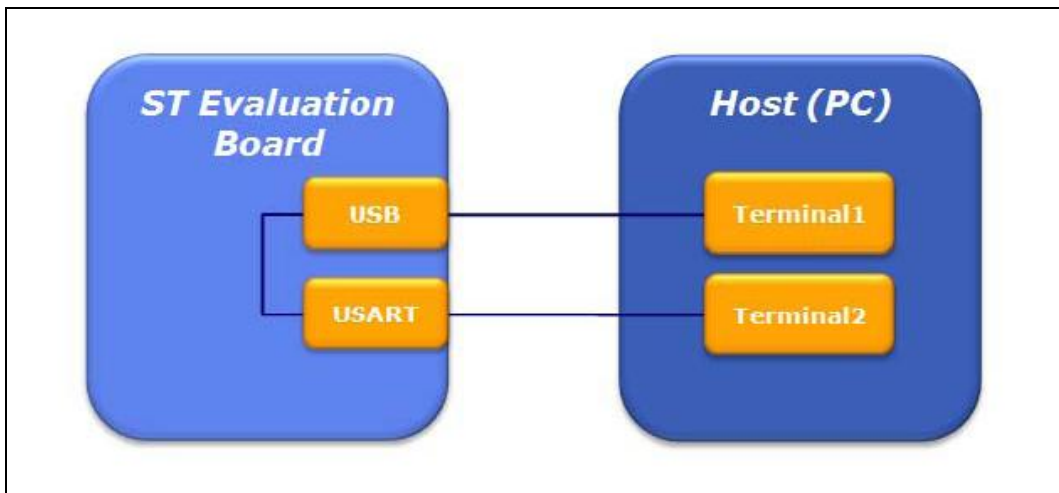 ST Evaluation
Board
Host (PC)
USB
Terminal1
USART
Terminal2